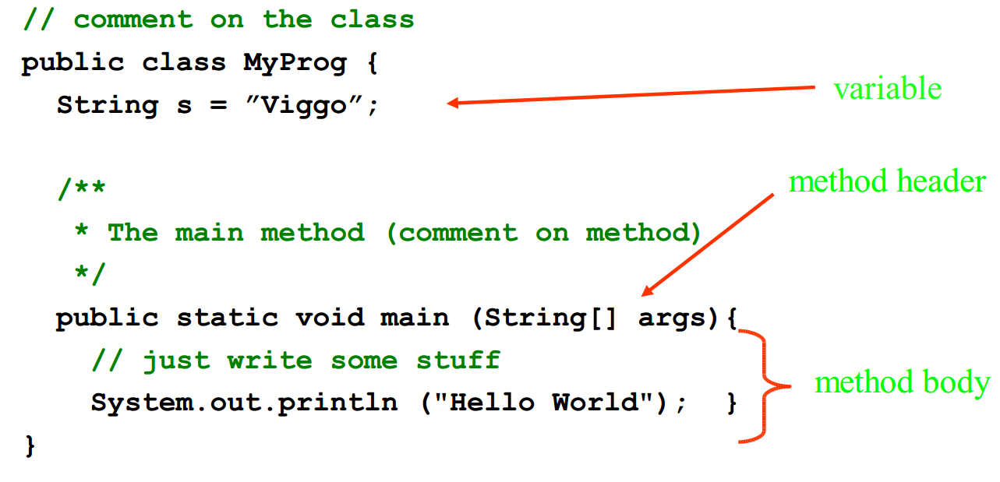 // comment on the class
public class MyProg {
String s = ”Viggo”;
variable
/**
method header
* The main method (comment on method)
*/
public static void main (String[] args){
// just write some stuff
method body
System.out.println ("Hello World"); }
}